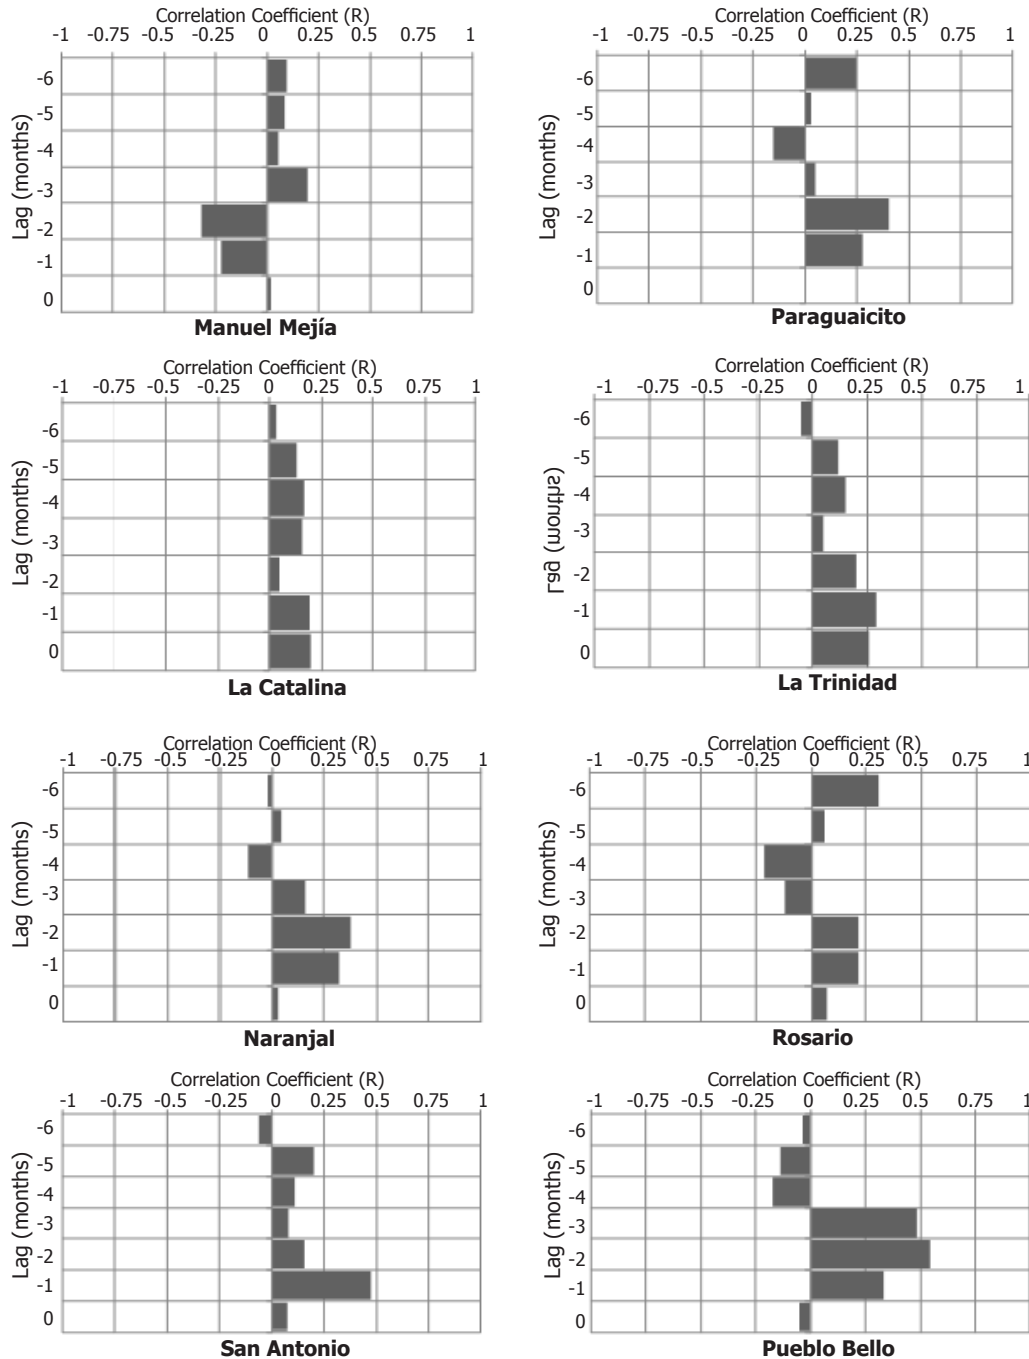 Correlation Coefficient (R)
-1 -0.75 -0.5 -0.25 0 0.25 0.5 0.75 1
Lag (months)
-6
-5
-4
-3
-2
-1
0
Manuel Mejía
Correlation Coefficient (R)
-1 -0.75 -0.5 -0.25 0 0.25 0.5 0.75 1
Lag (months)
-6
-5
-4
-3
-2
-1
0
Paraguaicito
Correlation Coefficient (R)
-1 -0.75 -0.5 -0.25 0 0.25 0.5 0.75 1
Lag (months)
-6
-5
-4
-3
-2
-1
0
La Catalina
Correlation Coefficient (R)
-1 -0.75 -0.5 -0.25 0 0.25 0.5 0.75 1
Lag (months)
-6
-5
-4
-3
-2
-1
0
La Trinidad
Correlation Coefficient (R)
-1 -0.75 -0.5 -0.25 0 0.25 0.5 0.75 1
Lag (months)
-6
-5
-4
-3
-2
-1
0
Naranjal
Correlation Coefficient (R)
-1 -0.75 -0.5 -0.25 0 0.25 0.5 0.75 1
Lag (months)
-6
-5
-4
-3
-2
-1
0
Rosario
Correlation Coefficient (R)
-1 -0.75 -0.5 -0.25 0 0.25 0.5 0.75 1
Lag (months)
-6
-5
-4
-3
-2
-1
0
San Antonio
Correlation Coefficient (R)
-1 -0.75 -0.5 -0.25 0 0.25 0.5 0.75 1
Lag (months)
-6
-5
-4
-3
-2
-1
0
Pueblo Bello